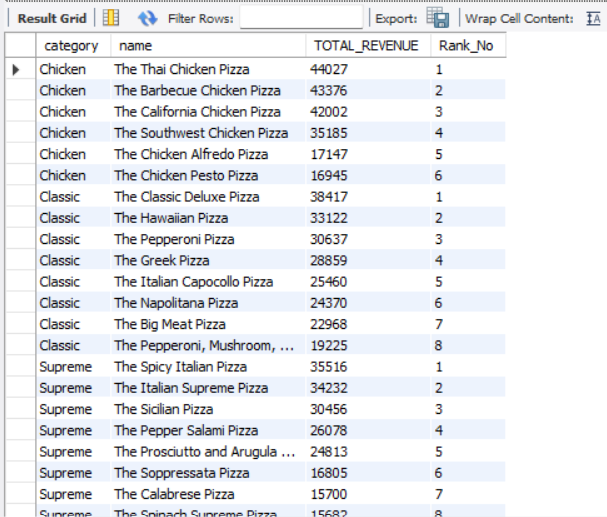 Result Grid Filter Rows: Export: Wrap Cell Content: IA
category name TOTAL_REVENUE Rank_No
Chicken The Thai Chicken Pizza 44027 1
Chicken The Barbecue Chicken Pizza 43376 2
Chicken The California Chicken Pizza 42002 3
Chicken The Southwest Chicken Pizza 35185 4
Chicken The Chicken Alfredo Pizza 17147 5
Chicken The Chicken Pesto Pizza 16945 6
Classic The Classic Deluxe Pizza 38417 1
Classic The Hawaiian Pizza 33122 2
Classic The Pepperoni Pizza 30637 3
Classic The Greek Pizza 28859 4
Classic The Italian Capocollo Pizza 25460 5
Classic The Napolitana Pizza 24370 6
Classic The Big Meat Pizza 22968 7
Classic The Pepperoni, Mushroom, ... 19225 8
Supreme The Spicy Italian Pizza 35516 1
Supreme The Italian Supreme Pizza 34232 2
Supreme The Sicilian Pizza 30456 3
Supreme The Pepper Salami Pizza 26078 4
Supreme The Prosciutto and Arugula ... 24813 5
Supreme The Soppressata Pizza 16805 6
Supreme The Calabrese Pizza 15700 7
Supreme The Spinach Supreme Pizza 15682 8